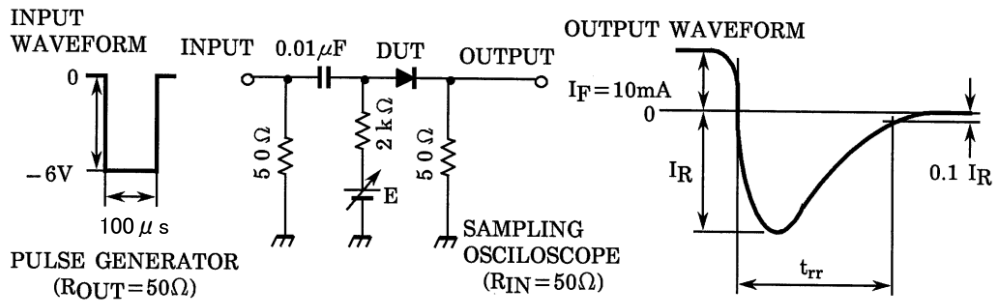 INPUT
WAVEFORM
0
−6V
100 μ s
PULSE GENERATOR
(ROUT=50Ω)
INPUT
0.01μF
DUT
OUTPUT
50Ω
2kΩ
E
50Ω
SAMPLING
OSCILOSCOPE
(RIN=50Ω)
OUTPUT WAVEFORM
IF=10mA
0
IR
0.1 IR
trr